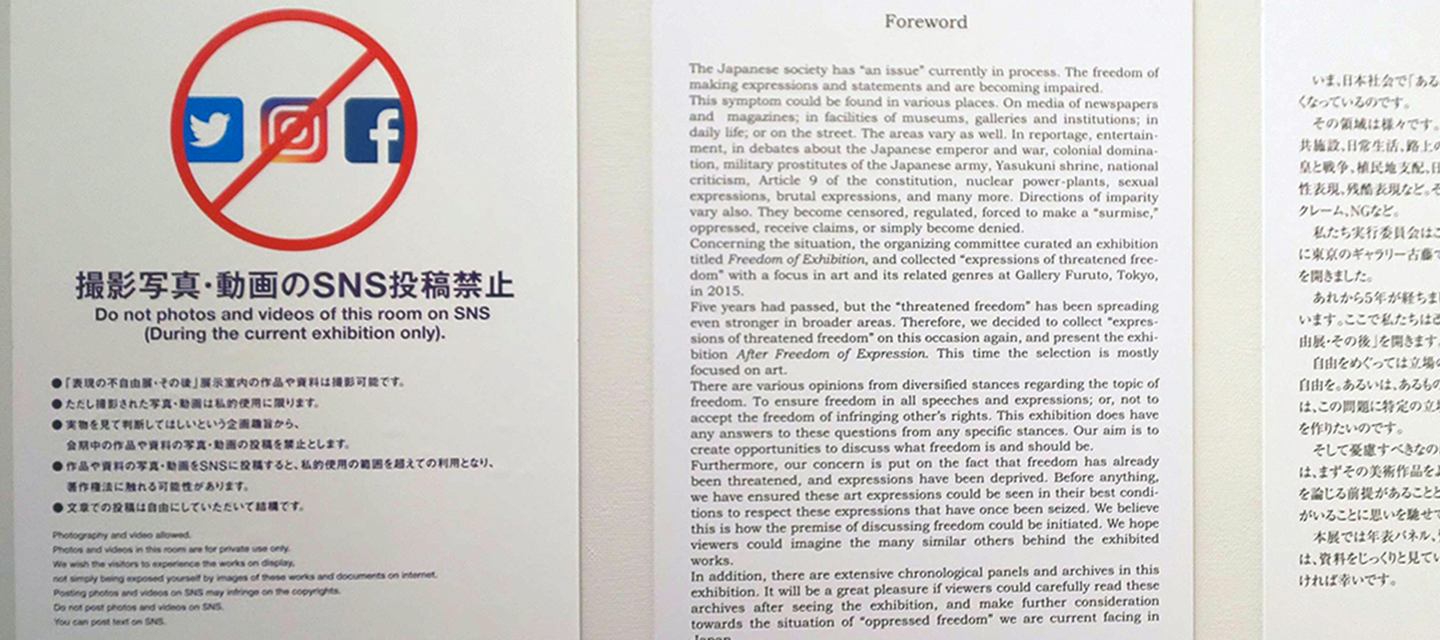 撮影写真・動画のSNS投稿禁止
Do not photos and videos of this room on SNS
(During the current exhibition only).
●「表現の不自由展・その後」展示室内の作品や資料は撮影可能です。
●ただし撮影された写真・動画は私的使用に限ります。
●実物を見て判断してほしいという企画趣旨から、
会期中の作品や資料の写真・動画の投稿を禁止とします。
●作品や資料の写真・動画をSNSに投稿すると、私的使用の範囲を超えての利用となり、
著作権法に触れる可能性があります。
●文章での投稿は自由にしていただいて結構です。
Photography and video allowed.
Photos and videos in this room are for private use only.
We wish the visitors to experience the works on display,
not simply being exposed yourself by images of these works and documents on internet.
Posting photos and videos on SNS may infringe on the copyrights.
Do not post photos and videos on SNS.
You can post text on SNS.
Foreword
The Japanese society has “an issue” currently in process. The freedom of
making expressions and statements and are becoming impaired.
This symptom could be found in various places. On media of newspapers
and magazines; in facilities of museums, galleries and institutions; in
daily life; or on the street. The areas vary as well. In reportage, entertain-
ment, in debates about the Japanese emperor and war, colonial domina-
tion, military prostitutes of the Japanese army, Yasukuni shrine, national
criticism, Article 9 of the constitution, nuclear power-plants, sexual
expressions, brutal expressions, and many more. Directions of imparity
vary also. They become censored, regulated, forced to make a “surmise,”
oppressed, receive claims, or simply become denied.
Concerning the situation, the organizing committee curated an exhibition
titled Freedom of Exhibition, and collected “expressions of threatened free-
dom” with a focus in art and its related genres at Gallery Furuto, Tokyo,
in 2015.
Five years had passed, but the “threatened freedom” has been spreading
even stronger in broader areas. Therefore, we decided to collect “expres-
sions of threatened freedom” on this occasion again, and present the exhi-
bition After Freedom of Expression. This time the selection is mostly
focused on art.
There are various opinions from diversified stances regarding the topic of
freedom. To ensure freedom in all speeches and expressions; or, not to
accept the freedom of infringing other’s rights. This exhibition does have
any answers to these questions from any specific stances. Our aim is to
create opportunities to discuss what freedom is and should be.
Furthermore, our concern is put on the fact that freedom has already
been threatened, and expressions have been deprived. Before anything,
we have ensured these art expressions could be seen in their best condi-
tions to respect these expressions that have once been seized. We believe
this is how the premise of discussing freedom could be initiated. We hope
viewers could imagine the many similar others behind the exhibited
works.
In addition, there are extensive chronological panels and archives in this
exhibition. It will be a great pleasure if viewers could carefully read these
archives after seeing the exhibition, and make further consideration
towards the situation of “oppressed freedom” we are current facing in
Japan.
いま、日本社会で「ある
くなっているのです。
その領域は様々です。
共施設、日常生活、路上の
皇と戦争、植民地支配、日
性表現、残酷表現など。そ
クレーム、NGなど。
私たち実行委員会はこ
に東京のギャラリー古藤で
を開きました。
あれから5年が経ちまし
います。ここで私たちは改
由展・その後」を開きます。
自由をめぐっては立場の
自由を。あるいは、あるもの
は、この問題に特定の立場
を作りたいのです。
そして憂慮すべきなの
は、まずその美術作品をよ
を論じる前提があることと
がいることに思いを馳せて
本展では年表パネル、
は、資料をじっくりと見てい
ければ幸いです。